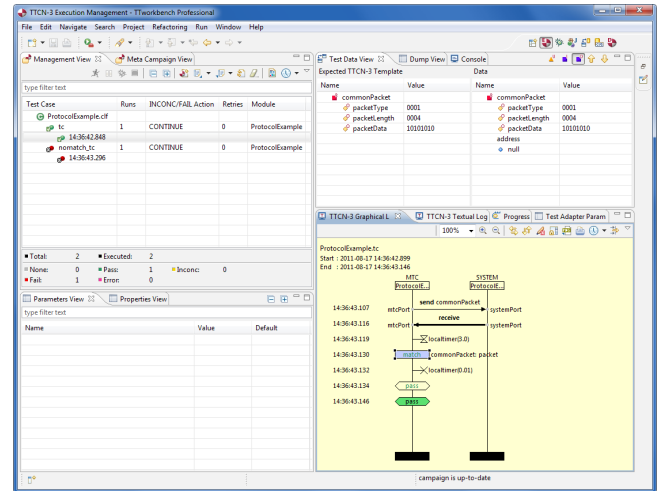 TTCN-3 Execution Management - TTworkbench Professional
File Edit Navigate Search Project Refactoring Run Window Help
Management View Meta Campaign View
type filter text
Test Case Runs INCONC/FAIL Action Retries Module
ProtocolExample.clf
tc 1 CONTINUE 0 ProtocolExample
14:36:42.848
nomatch_tc 1 CONTINUE 0 ProtocolExample
14:36:43.296
Total: 2 Executed: 2
None: 0 Pass: 1 Inconc: 0
Fail: 1 Error: 0
Parameters View Properties View
type filter text
Name Value Default
Test Data View Dump View Console
Expected TTCN-3 Template Data
Name Value Name Value
commonPacket commonPacket
packetType 0001 packetType 0001
packetLength 0004 packetLength 0004
packetData 10101010 packetData 10101010
address
null
TTCN-3 Graphical L TTCN-3 Textual Log Progress Test Adapter Param
100%
ProtocolExample.tc
Start : 2011-08-17 14:36:42.899
End : 2011-08-17 14:36:43.146
MTC SYSTEM
ProtocolE... ProtocolE...
send commonPacket
14:36:43.107 mtcPort systemPort
receive
14:36:43.116 mtcPort systemPort
14:36:43.119 localtimer(3.0)
14:36:43.130 match commonPacket: packet
14:36:43.132 localtimer(0.01)
14:36:43.134 pass
14:36:43.146 pass
campaign is up-to-date